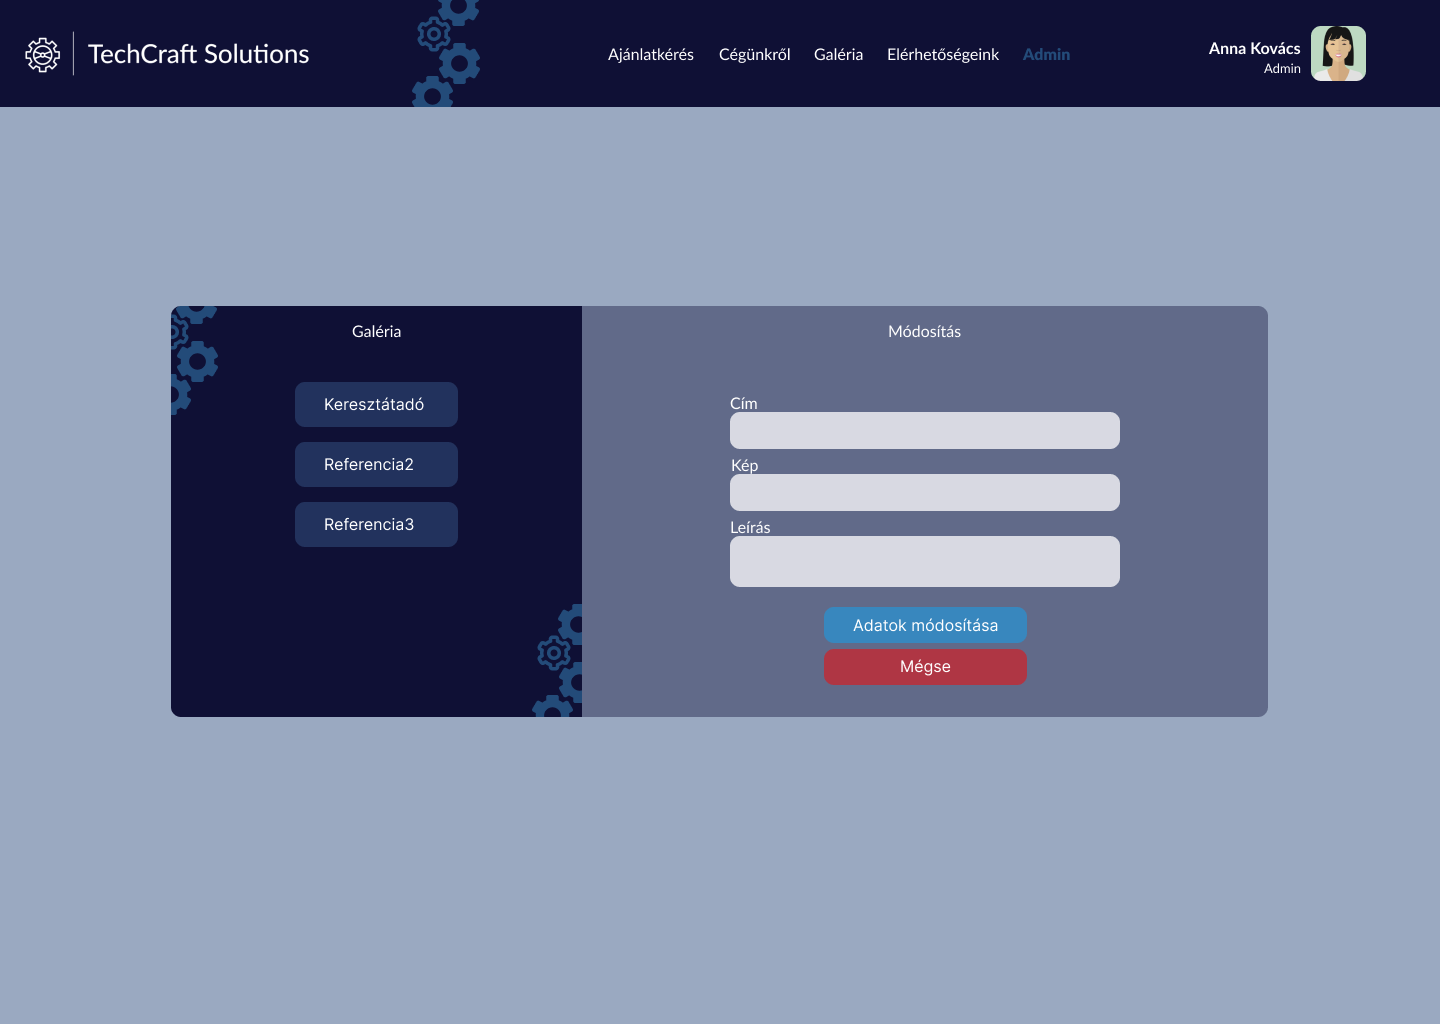 TechCraft Solutions
Ajánlatkérés Cégünkről Galéria Elérhetőségeink Admin
Anna Kovács
Admin
Galéria
Keresztátadó
Referencia2
Referencia3
Módosítás
Cím
Kép
Leírás
Adatok módosítása
Mégse